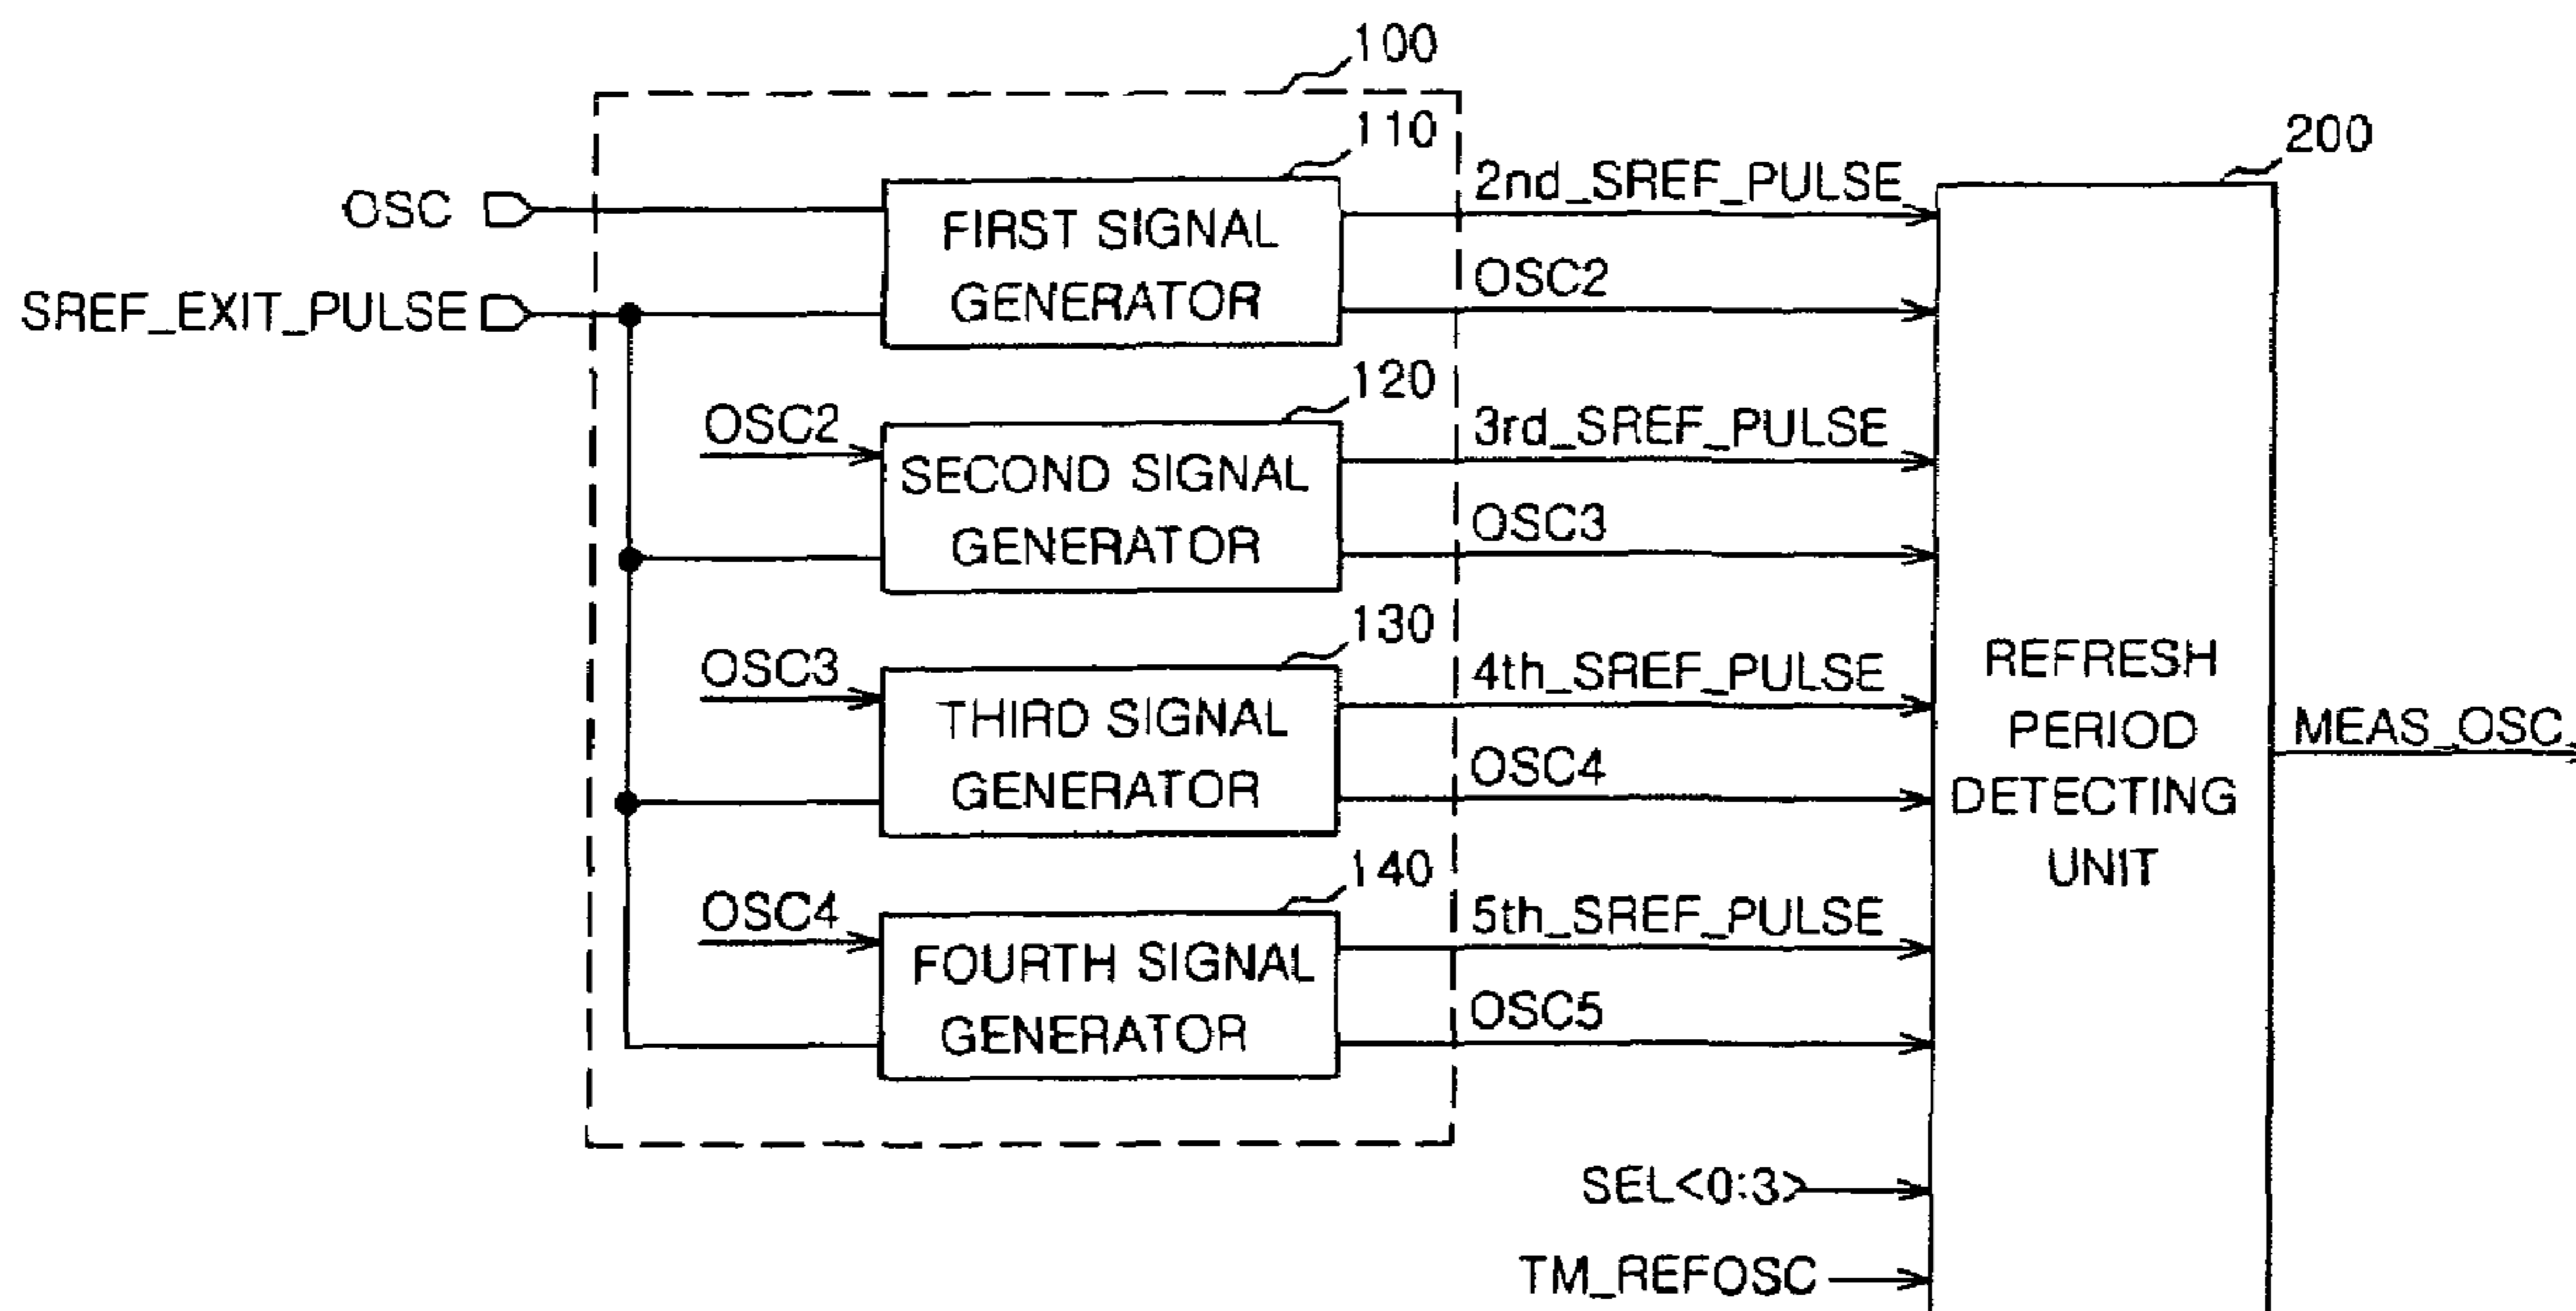 100
110
200
OSC
FIRST SIGNAL
GENERATOR
2nd_SREF_PULSE
OSC2
SREF_EXIT_PULSE
120
OSC2
SECOND SIGNAL
GENERATOR
3rd_SREF_PULSE
OSC3
130
OSC3
THIRD SIGNAL
GENERATOR
4th_SREF_PULSE
OSC4
REFRESH
PERIOD
DETECTING
UNIT
MEAS_OSC
140
OSC4
FOURTH SIGNAL
GENERATOR
5th_SREF_PULSE
OSC5
SEL<0:3>
TM_REFOSC